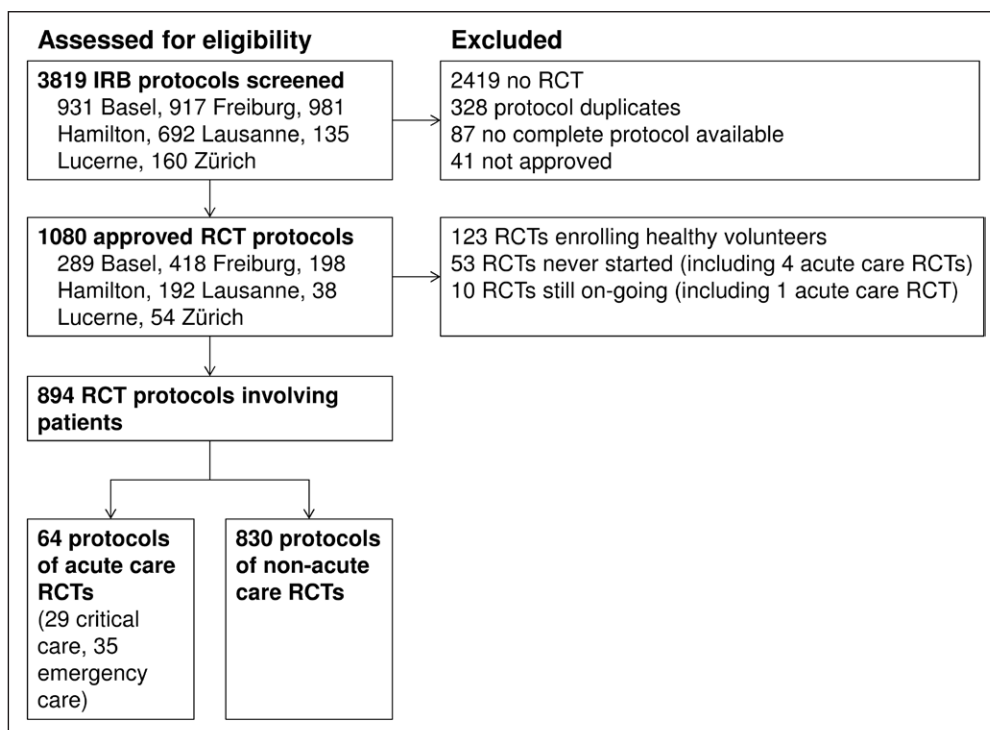 Assessed for eligibility
Excluded
3819 IRB protocols screened
931 Basel, 917 Freiburg, 981
Hamilton, 692 Lausanne, 135
Lucerne, 160 Zürich
2419 no RCT
328 protocol duplicates
87 no complete protocol available
41 not approved
1080 approved RCT protocols
289 Basel, 418 Freiburg, 198
Hamilton, 192 Lausanne, 38
Lucerne, 54 Zürich
123 RCTs enrolling healthy volunteers
53 RCTs never started (including 4 acute care RCTs)
10 RCTs still on-going (including 1 acute care RCT)
894 RCT protocols involving
patients
64 protocols
of acute care
RCTs
(29 critical
care, 35
emergency
care)
830 protocols
of non-acute
care RCTs